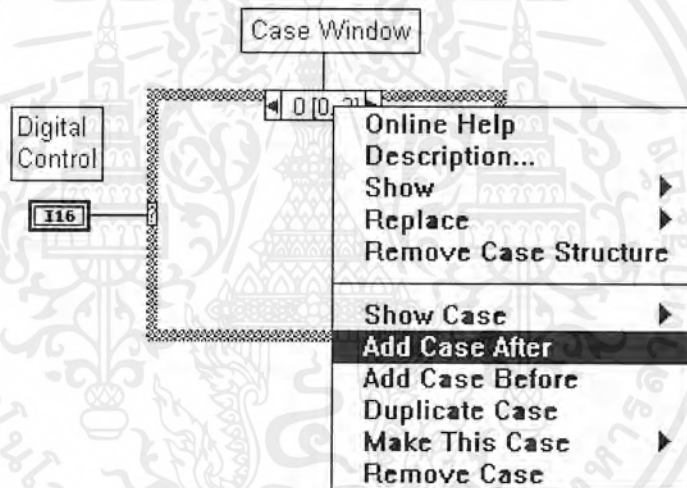 Case Window
Digital
Control
I16
?
Online Help
Description...
Show
Replace
Remove Case Structure
Show Case
Add Case After
Add Case Before
Duplicate Case
Make This Case
Remove Case